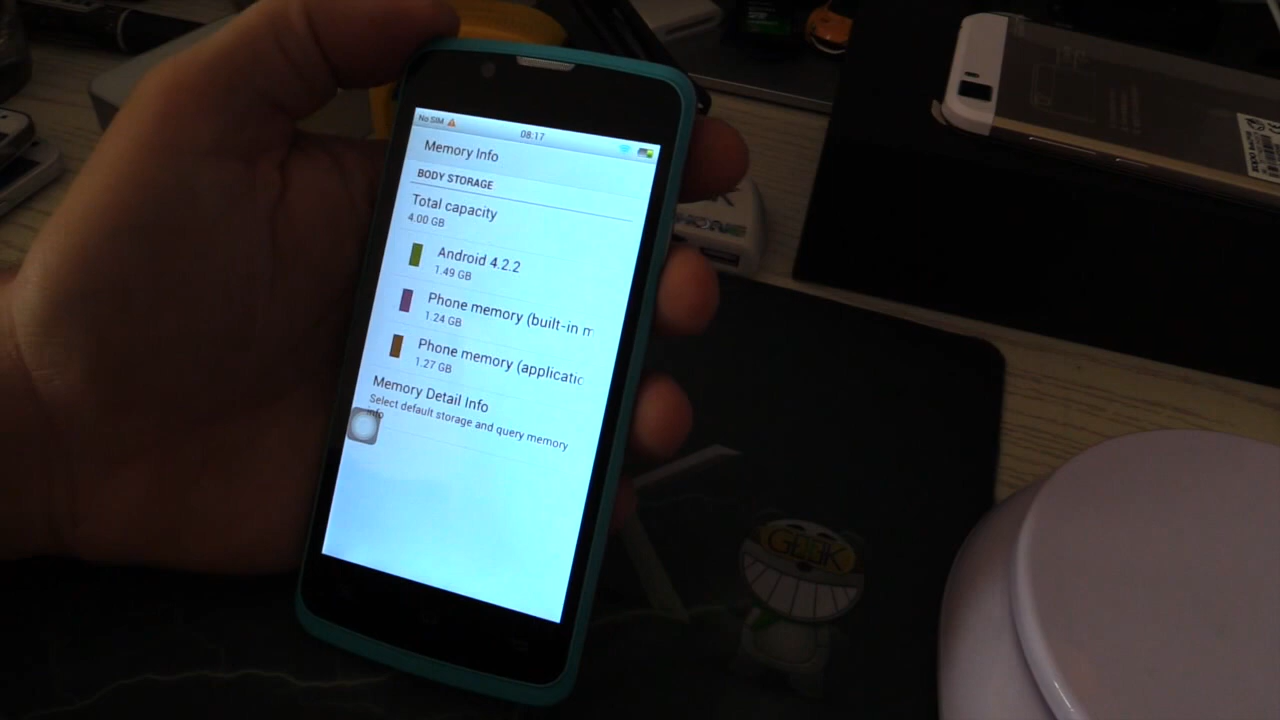 No SIM
08:17
Memory Info
BODY STORAGE
Total capacity
4.00 GB
Android 4.2.2
1.49 GB
Phone memory (built-in m
1.24 GB
Phone memory (applicatio
1.27 GB
Memory Detail Info
Select default storage and query memory
info
GEEK